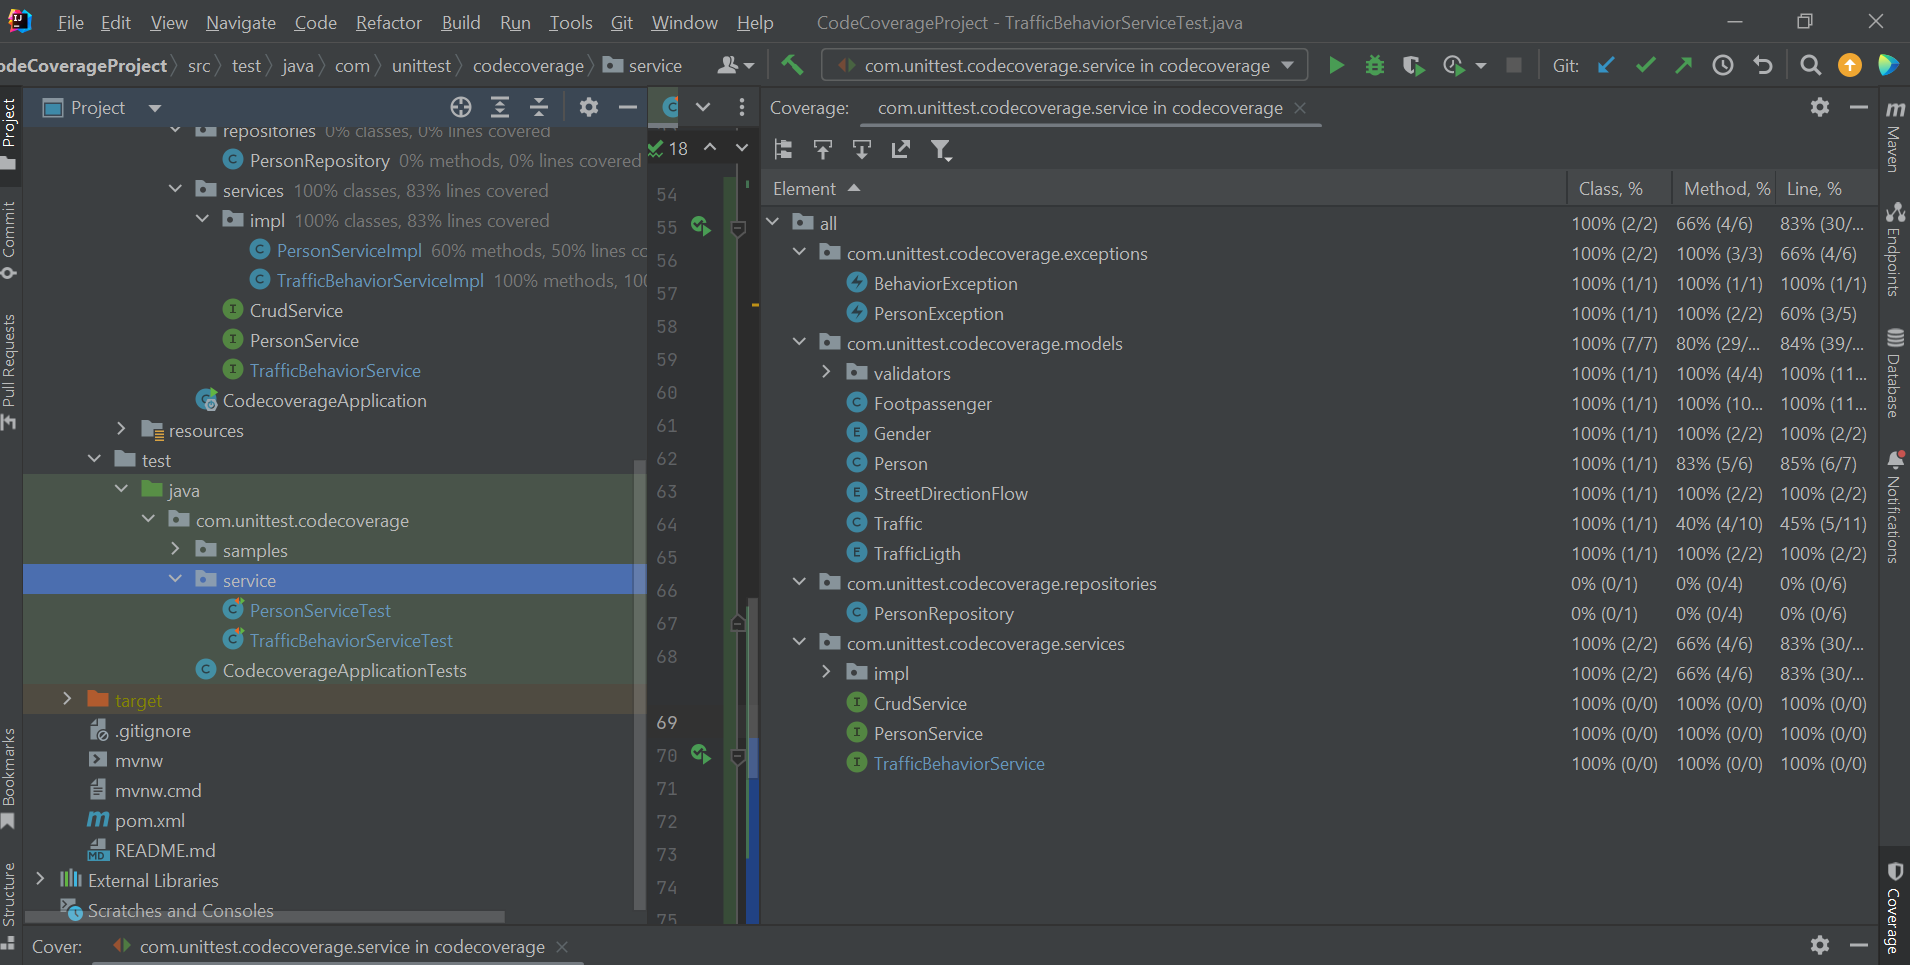 File Edit View Navigate Code Refactor Build Run Tools Git Window Help CodeCoverageProject - TrafficBehaviorServiceTest.java
odeCoverageProject src test java com unittest codecoverage service com.unittest.codecoverage.service in codecoverage Git:
Project
Coverage: com.unittest.codecoverage.service in codecoverage
repositories 0% classes, 0% lines covered
PersonRepository 0% methods, 0% lines covered
services 100% classes, 83% lines covered
impl 100% classes, 83% lines covered
PersonServiceImpl 60% methods, 50% lines cc
TrafficBehaviorServiceImpl 100% methods, 100
CrudService
PersonService
TrafficBehaviorService
CodecoverageApplication
resources
test
java
com.unittest.codecoverage
samples
service
PersonServiceTest
TrafficBehaviorServiceTest
CodecoverageApplicationTests
target
.gitignore
mvnw
mvnw.cmd
pom.xml
README.md
External Libraries
Scratches and Consoles
18
54
55
56
57
58
59
60
61
62
63
64
65
66
67
68
69
70
71
72
73
74
75
Element Class, % Method, % Line, %
all 100% (2/2) 66% (4/6) 83% (30/...
com.unittest.codecoverage.exceptions 100% (2/2) 100% (3/3) 66% (4/6)
BehaviorException 100% (1/1) 100% (1/1) 100% (1/1)
PersonException 100% (1/1) 100% (2/2) 60% (3/5)
com.unittest.codecoverage.models 100% (7/7) 80% (29/... 84% (39/...
validators 100% (1/1) 100% (4/4) 100% (11...
Footpassenger 100% (1/1) 100% (10... 100% (11...
Gender 100% (1/1) 100% (2/2) 100% (2/2)
Person 100% (1/1) 83% (5/6) 85% (6/7)
StreetDirectionFlow 100% (1/1) 100% (2/2) 100% (2/2)
Traffic 100% (1/1) 40% (4/10) 45% (5/11)
TrafficLigth 100% (1/1) 100% (2/2) 100% (2/2)
com.unittest.codecoverage.repositories 0% (0/1) 0% (0/4) 0% (0/6)
PersonRepository 0% (0/1) 0% (0/4) 0% (0/6)
com.unittest.codecoverage.services 100% (2/2) 66% (4/6) 83% (30/...
impl 100% (2/2) 66% (4/6) 83% (30/...
CrudService 100% (0/0) 100% (0/0) 100% (0/0)
PersonService 100% (0/0) 100% (0/0) 100% (0/0)
TrafficBehaviorService 100% (0/0) 100% (0/0) 100% (0/0)
Project
Commit
Pull Requests
Bookmarks
Structure
Maven
Endpoints
Database
Notifications
Coverage
Cover: com.unittest.codecoverage.service in codecoverage